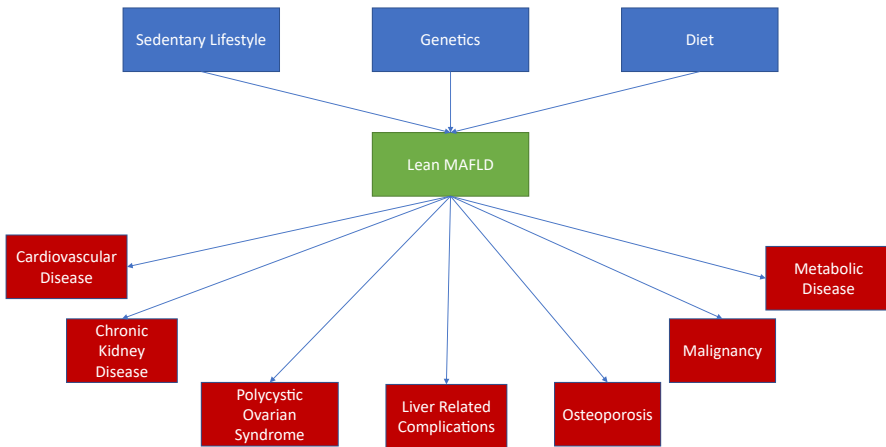 Sedentary Lifestyle
Genetics
Diet
Lean MAFLD
Cardiovascular
Disease
Metabolic
Disease
Chronic
Kidney
Disease
Malignancy
Polycystic
Ovarian
Syndrome
Liver Related
Complications
Osteoporosis